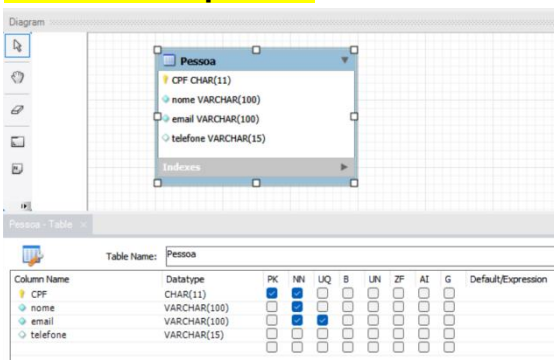 Diagram
Pessoa
CPF CHAR(11)
nome VARCHAR(100)
email VARCHAR(100)
telefone VARCHAR(15)
Indexes
Pessoa - Table
Table Name: Pessoa
Column Name Datatype PK NN UQ B UN ZF AI G Default/Expression
CPF CHAR(11)
nome VARCHAR(100)
email VARCHAR(100)
telefone VARCHAR(15)